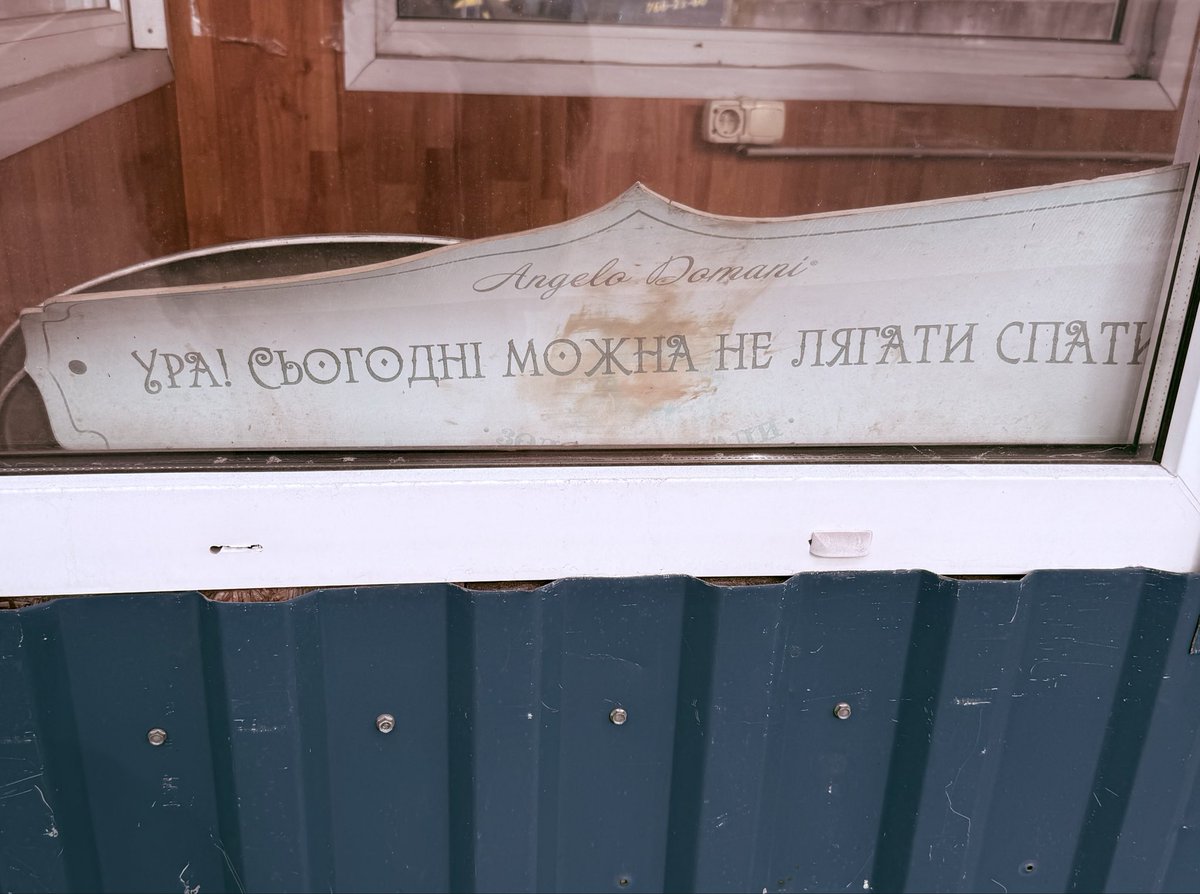 Angelo Domani®
УРА! СЬОГОДНІ МОЖНА НЕ ЛЯГАТИ СПАТИ